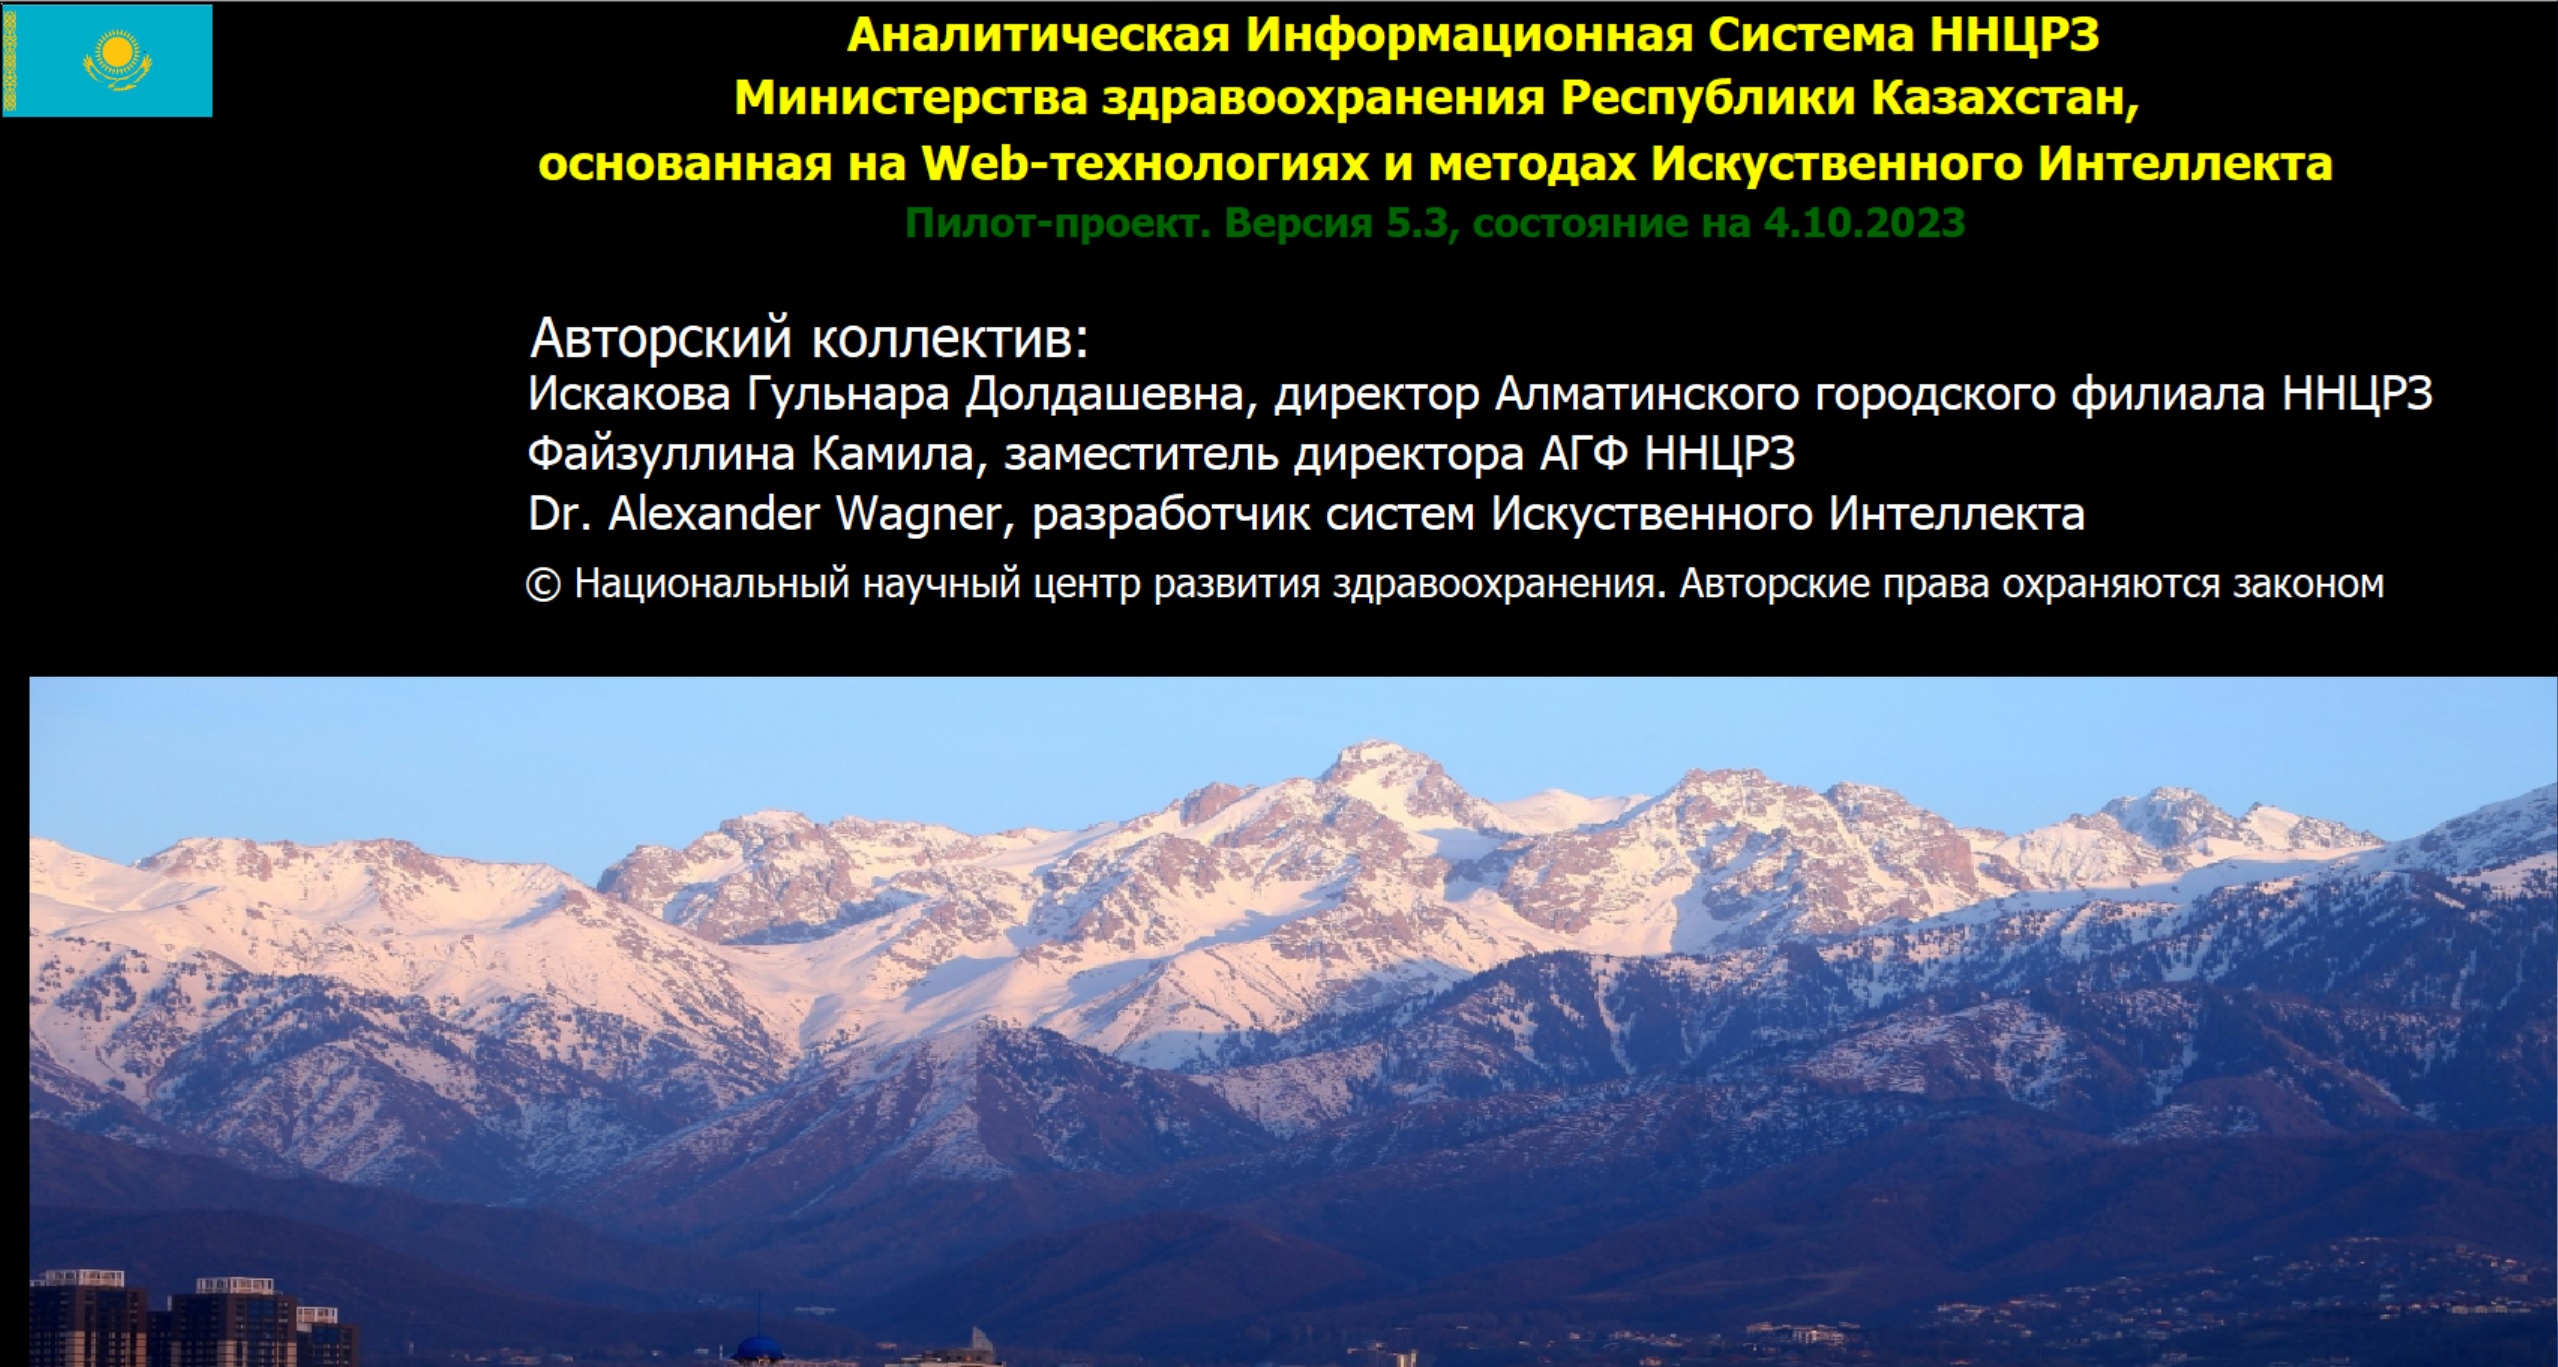 Аналитическая Информационная Система ННЦРЗ
Министерства здравоохранения Республики Казахстан,
основанная на Web-технологиях и методах Искуственного Интеллекта
Пилот-проект. Версия 5.3, состояние на 4.10.2023
Авторский коллектив:
Искакова Гульнара Долдашевна, директор Алматинского городского филиала ННЦРЗ
Файзуллина Камила, заместитель директора АГФ ННЦРЗ
Dr. Alexander Wagner, разработчик систем Искуственного Интеллекта
© Национальный научный центр развития здравоохранения. Авторские права охраняются законом